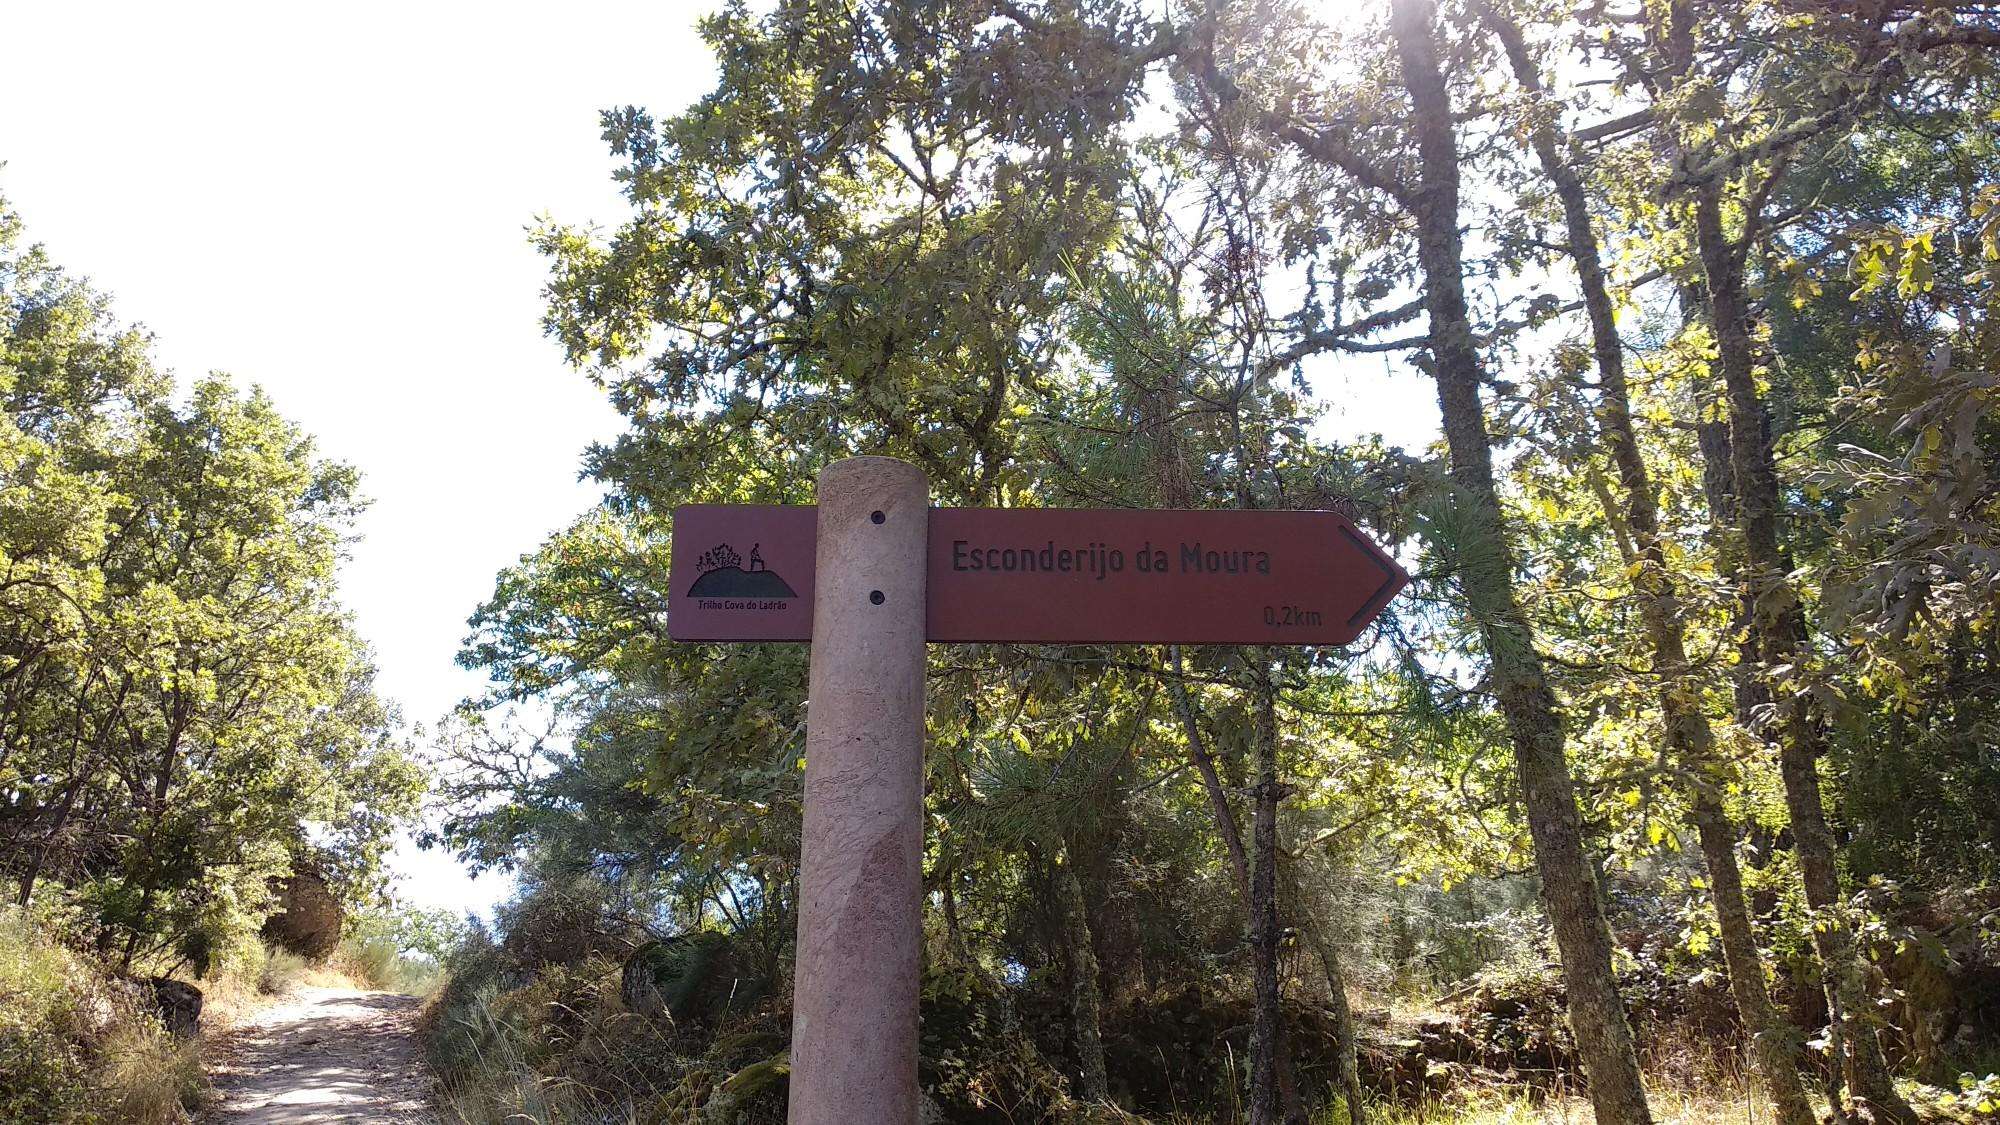 Trilho Cova do Ladrão
Esconderijo da Moura
0,2km